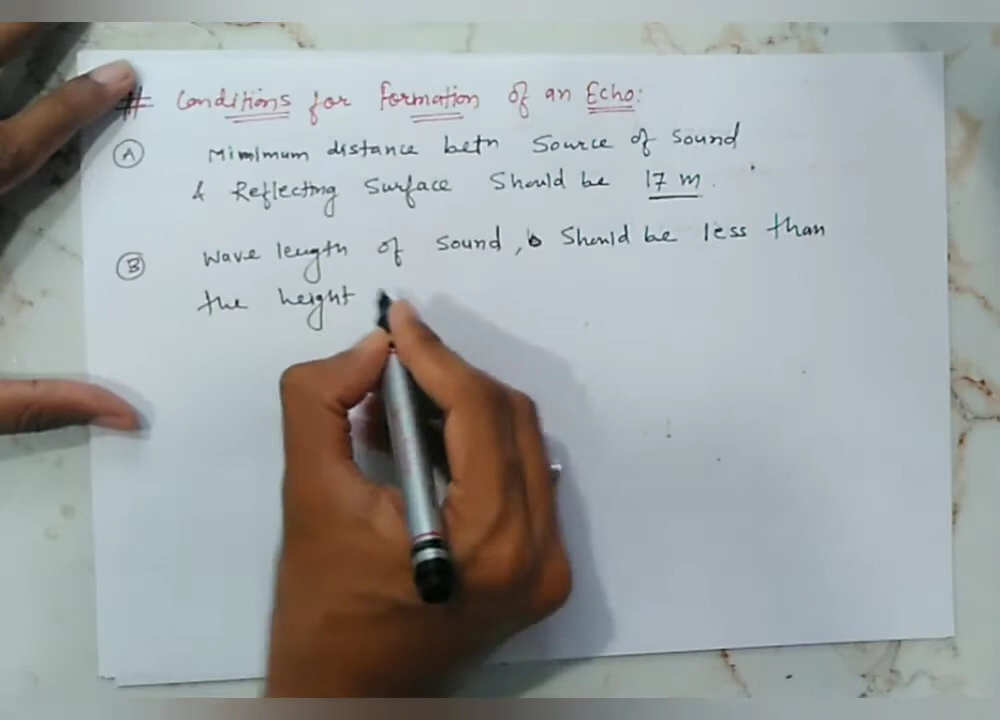 # Conditions for Formation of an Echo:
A Mimimum distance betn Source of sound
& Reflecting Surface Should be 17 m.
B Wave length of sound, Should be less than
the height